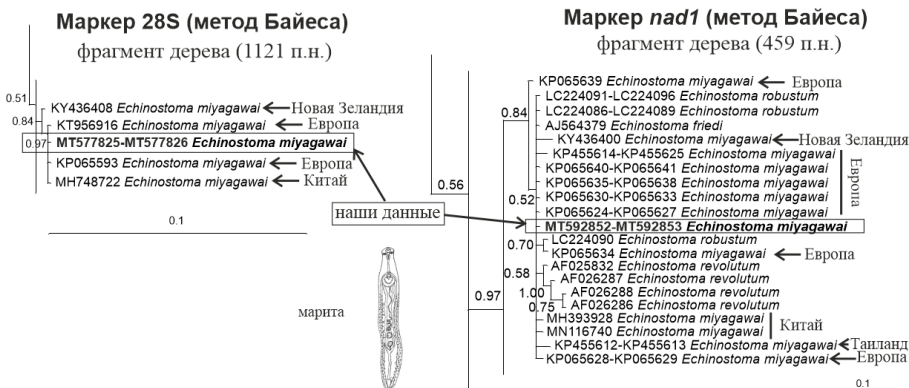 Маркер 28S (метод Байеса)
фрагмент дерева (1121 п.н.)
0.51
KY436408 Echinostoma miyagawai Новая Зеландия
0.84
KT956916 Echinostoma miyagawai Европа
0.97 MT577825-MT577826 Echinostoma miyagawai
KP065593 Echinostoma miyagawai Европа
MH748722 Echinostoma miyagawai Китай
0.1
наши данные
марита
Маркер nad1 (метод Байеса)
фрагмент дерева (459 п.н.)
KP065639 Echinostoma miyagawai Европа
LC224091-LC224096 Echinostoma robustum
LC224086-LC224089 Echinostoma robustum
0.84
AJ564379 Echinostoma friedi
KY436400 Echinostoma miyagawai Новая Зеландия
KP455614-KP455625 Echinostoma miyagawai
KP065640-KP065641 Echinostoma miyagawai
KP065635-KP065638 Echinostoma miyagawai
Европа
0.56
0.52
KP065630-KP065633 Echinostoma miyagawai
KP065624-KP065627 Echinostoma miyagawai
MT592852-MT592853 Echinostoma miyagawai
0.70
LC224090 Echinostoma robustum
KP065634 Echinostoma miyagawai Европа
0.58
AF025832 Echinostoma revolutum
AF026287 Echinostoma revolutum
1.00
AF026288 Echinostoma revolutum
0.97
0.75
AF026286 Echinostoma revolutum
MH393928 Echinostoma miyagawai
Китай
MN116740 Echinostoma miyagawai
KP455612-KP455613 Echinostoma miyagawai Таиланд
KP065628-KP065629 Echinostoma miyagawai Европа
0.1